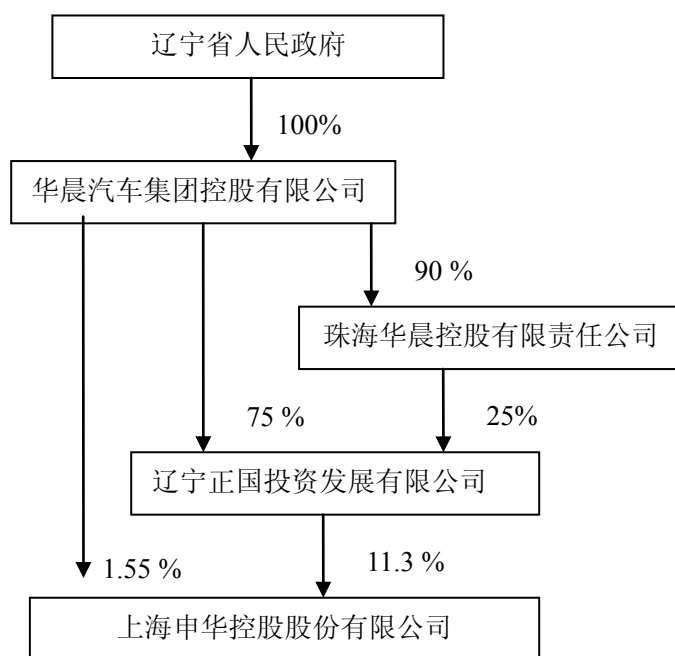 辽宁省人民政府
100%
华晨汽车集团控股有限公司
90 %
珠海华晨控股有限责任公司
75 %
25%
辽宁正国投资发展有限公司
1.55 %
11.3 %
上海申华控股股份有限公司